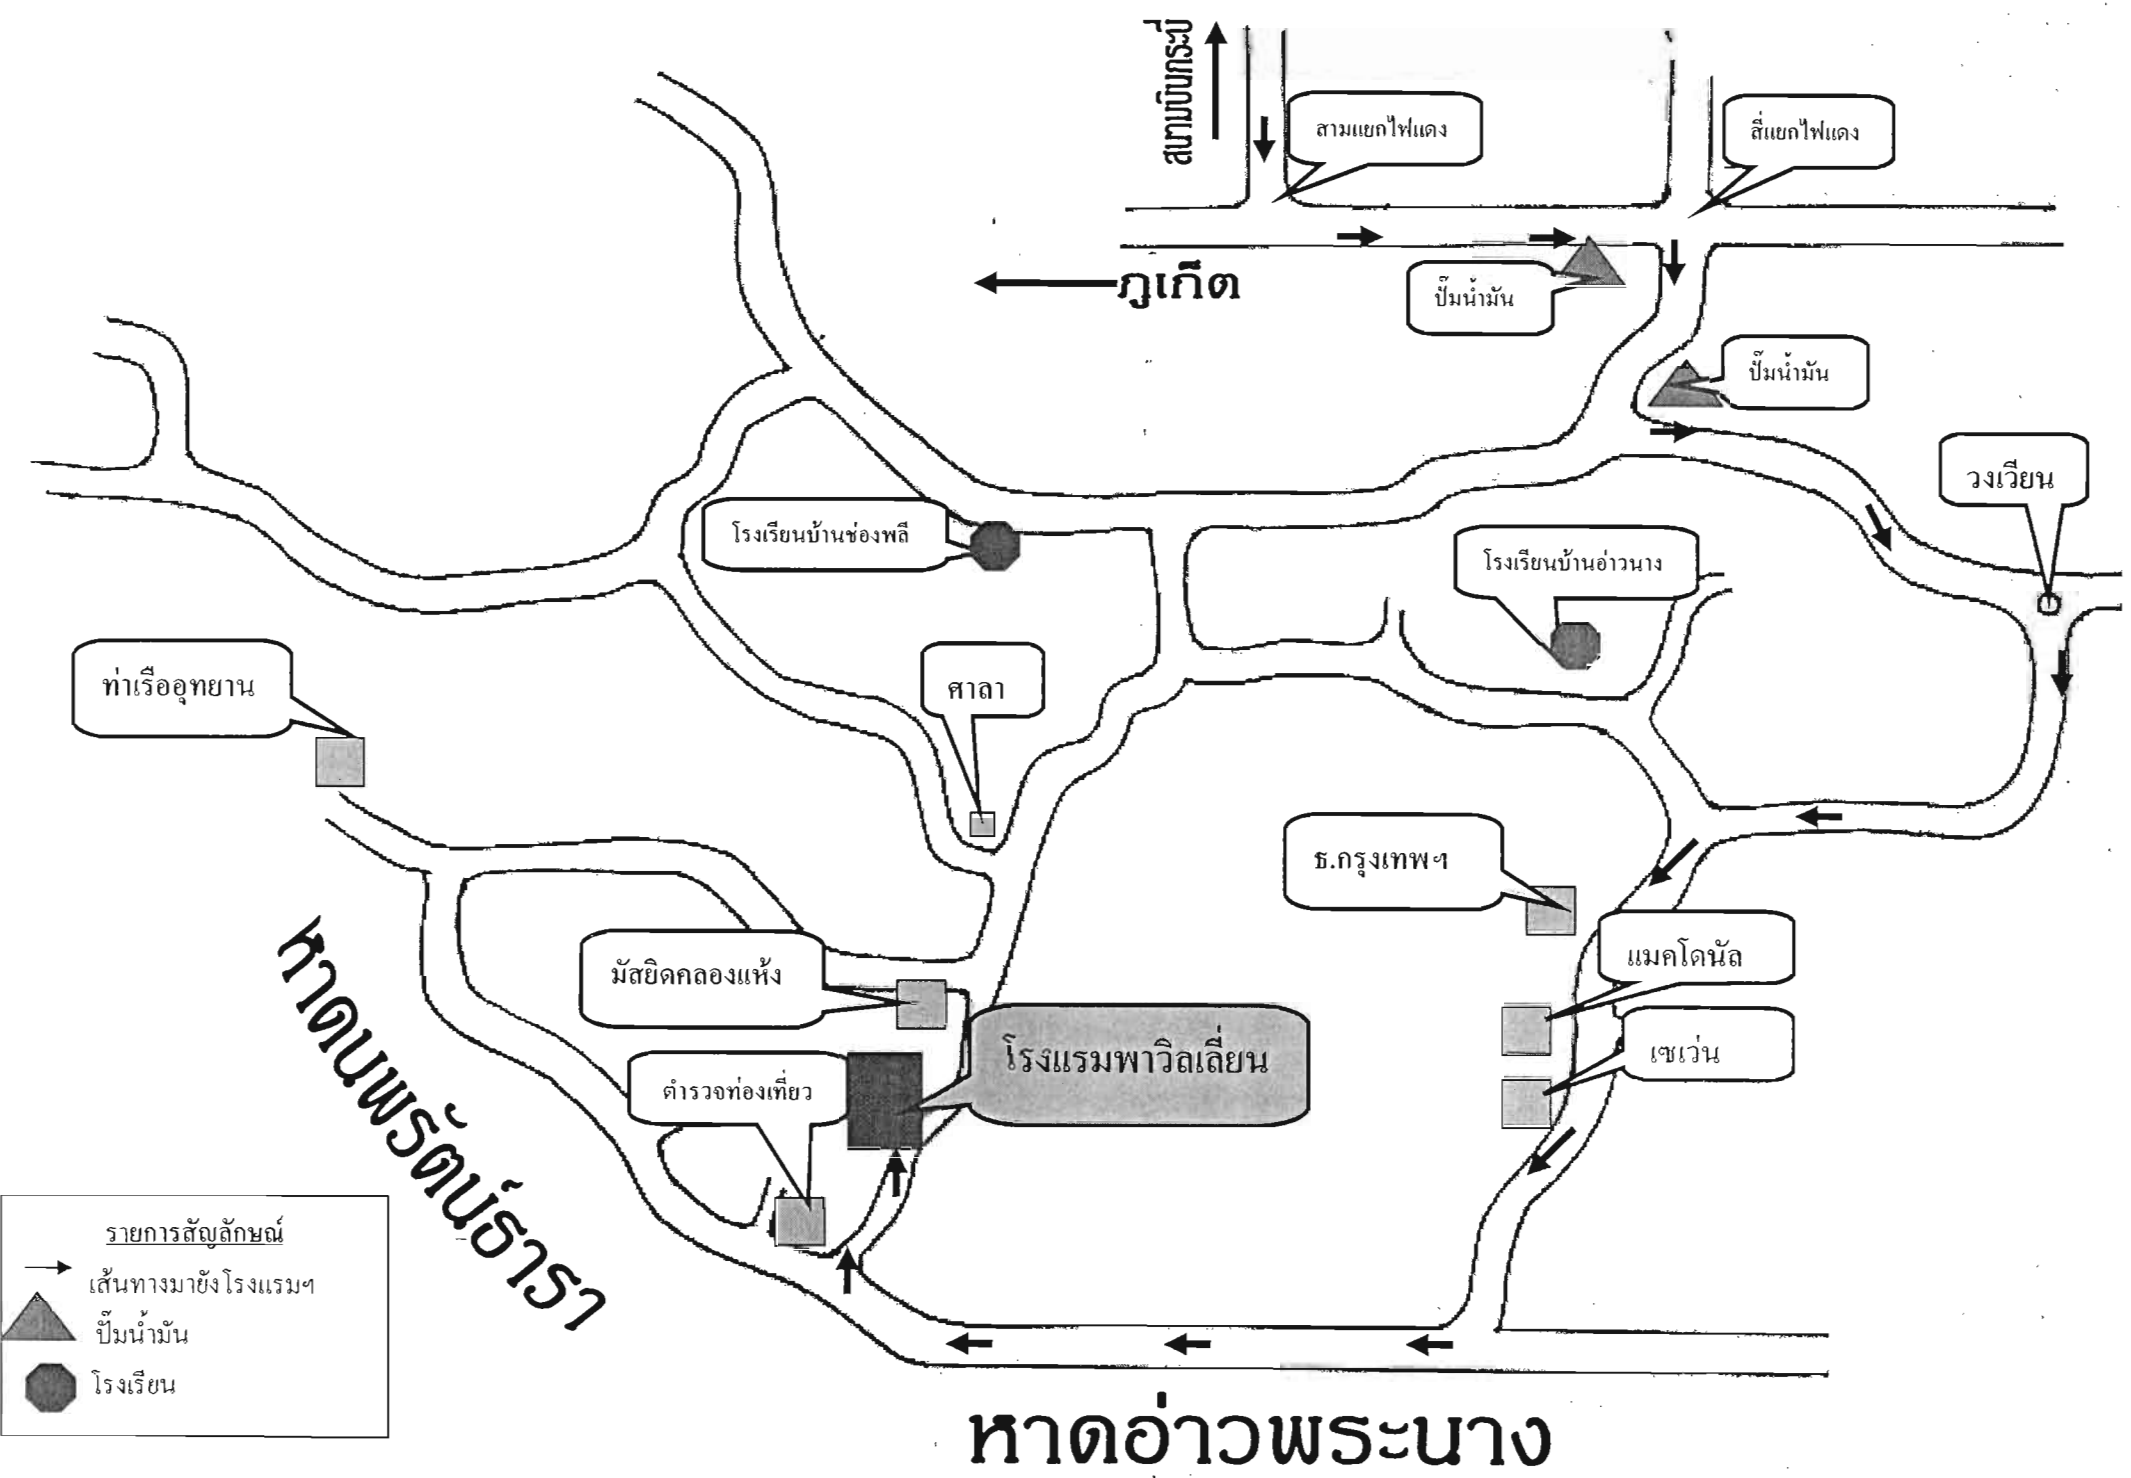 สนามบินกระบี่
สามแยกไฟแดง
สี่แยกไฟแดง
ภูเก็ต
ปั๊มน้ำมัน
ปั๊มน้ำมัน
วงเวียน
โรงเรียนบ้านช่องพลี
โรงเรียนบ้านอ่าวนาง
ท่าเรืออุทยาน
ศาลา
ธ.กรุงเทพฯ
แมคโดนัล
มัสยิดคลองแห้ง
โรงแรมพาวิลเลี่ยน
เซเว่น
ตำรวจท่องเที่ยว
หาดนพรัตน์ธารา
รายการสัญลักษณ์
เส้นทางมายังโรงแรมฯ
ปั๊มน้ำมัน
โรงเรียน
หาดอ่าวพระนาง